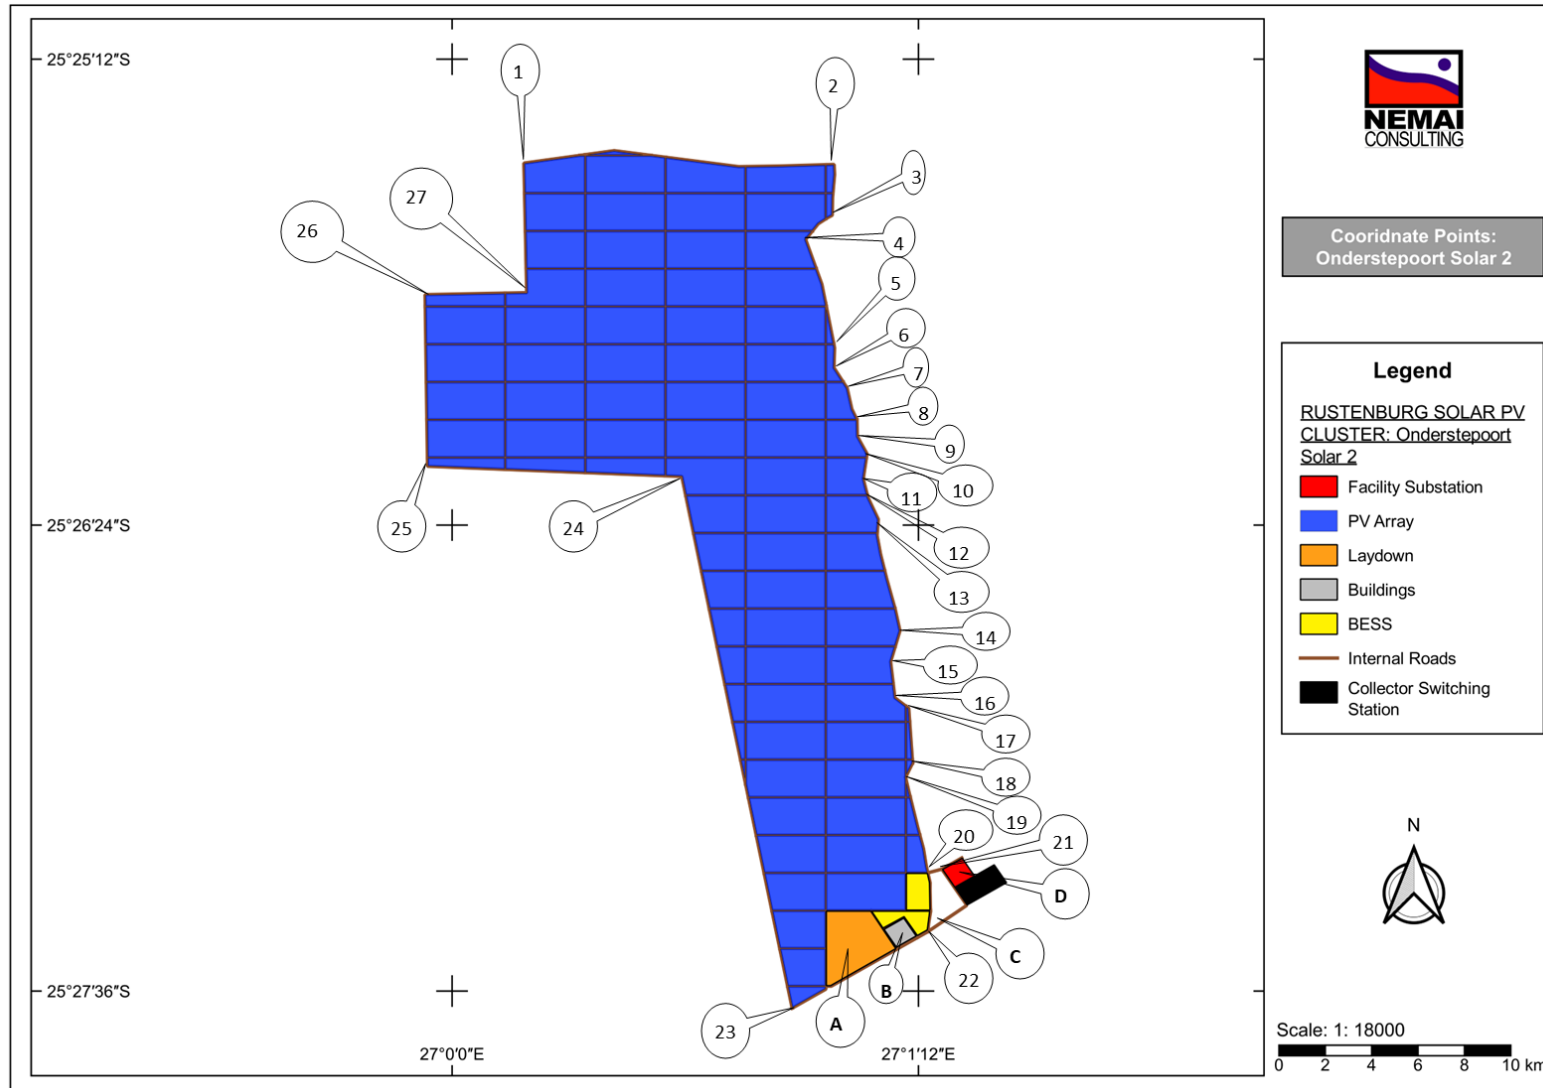 25°25'12"S
25°26'24"S
25°27'36"S
27°0'0"E
27°1'12"E
1
2
3
4
5
6
7
8
9
10
11
12
13
14
15
16
17
18
19
20
21
22
23
24
25
26
27
A
B
C
D
NEMAI
CONSULTING
Cooridnate Points:
Onderstepoort Solar 2
Legend
RUSTENBURG SOLAR PV
CLUSTER: Onderstepoort
Solar 2
Facility Substation
PV Array
Laydown
Buildings
BESS
Internal Roads
Collector Switching
Station
N
Scale: 1: 18000
0 2 4 6 8 10 km